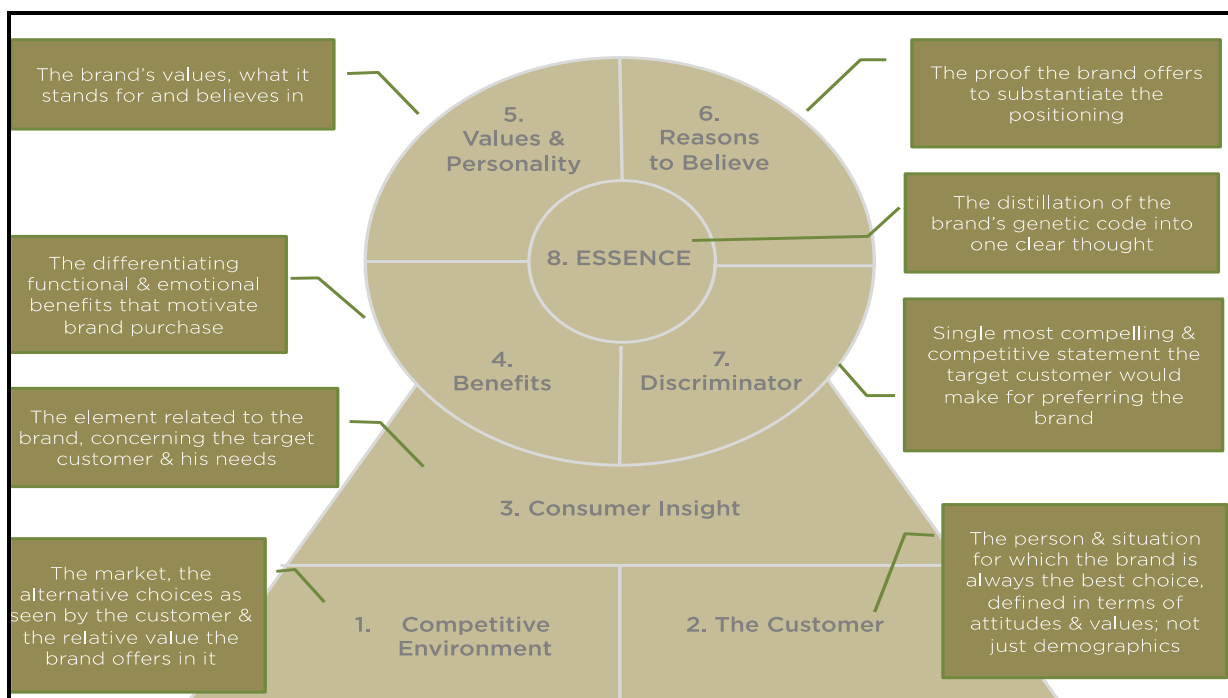 The brand's values, what it
stands for and believes in
5.
Values &
Personality
6.
Reasons
to Believe
The proof the brand offers
to substantiate the
positioning
The distillation of the
brand's genetic code into
one clear thought
8. ESSENCE
The differentiating
functional & emotional
benefits that motivate
brand purchase
4.
Benefits
7.
Discriminator
Single most compelling &
competitive statement the
target customer would
make for preferring the
brand
The element related to the
brand, concerning the target
customer & his needs
3. Consumer Insight
The market, the
alternative choices as
seen by the customer &
the relative value the
brand offers in it
1. Competitive
Environment
2. The Customer
The person & situation
for which the brand is
always the best choice,
defined in terms of
attitudes & values; not
just demographics